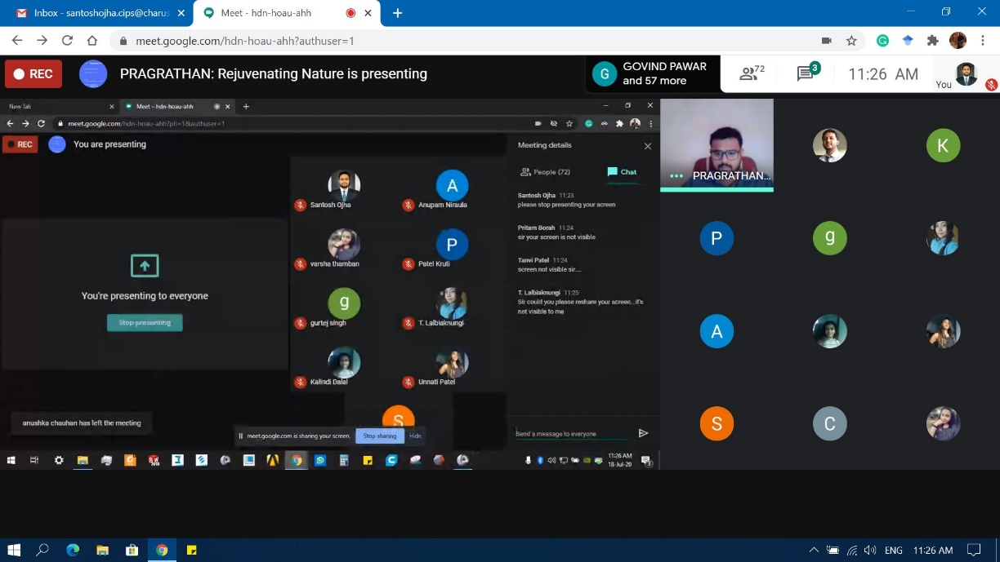 Inbox - santoshojha.cips@charus
Meet - hdn-hoau-ahh
meet.google.com/hdn-hoau-ahh?authuser=1
REC
PRAGRATHAN: Rejuvenating Nature is presenting
G
GOVIND PAWAR
and 57 more
72
3
11:26 AM
You
New Tab
Meet - hdn-hoau-ahh
meet.google.com/hdn-hoau-ahh?pli=1&authuser=1
REC
You are presenting
Meeting details
People (72)
Chat
Santosh Ojha 11:23
please stop presenting your screen
Pritam Borah 11:24
sir your screen is not visible
Tanvi Patel 11:24
screen not visible sir....
T. Lalbiaknungi 11:25
Sir could you please reshare your screen...it's
not visible to me
Santosh Ojha
A
Anupam Niraula
varsha thamban
P
Patel Kruti
g
gurtej singh
T. Lalbiaknungi
Kalindi Dalal
Unnati Patel
S
You're presenting to everyone
Stop presenting
anushka chauhan has left the meeting
meet.google.com is sharing your screen.
Stop sharing
Hide
Send a message to everyone
11:26 AM
18-Jul-20
PRAGRATHAN...
K
P
g
A
S
C
ENG
11:26 AM